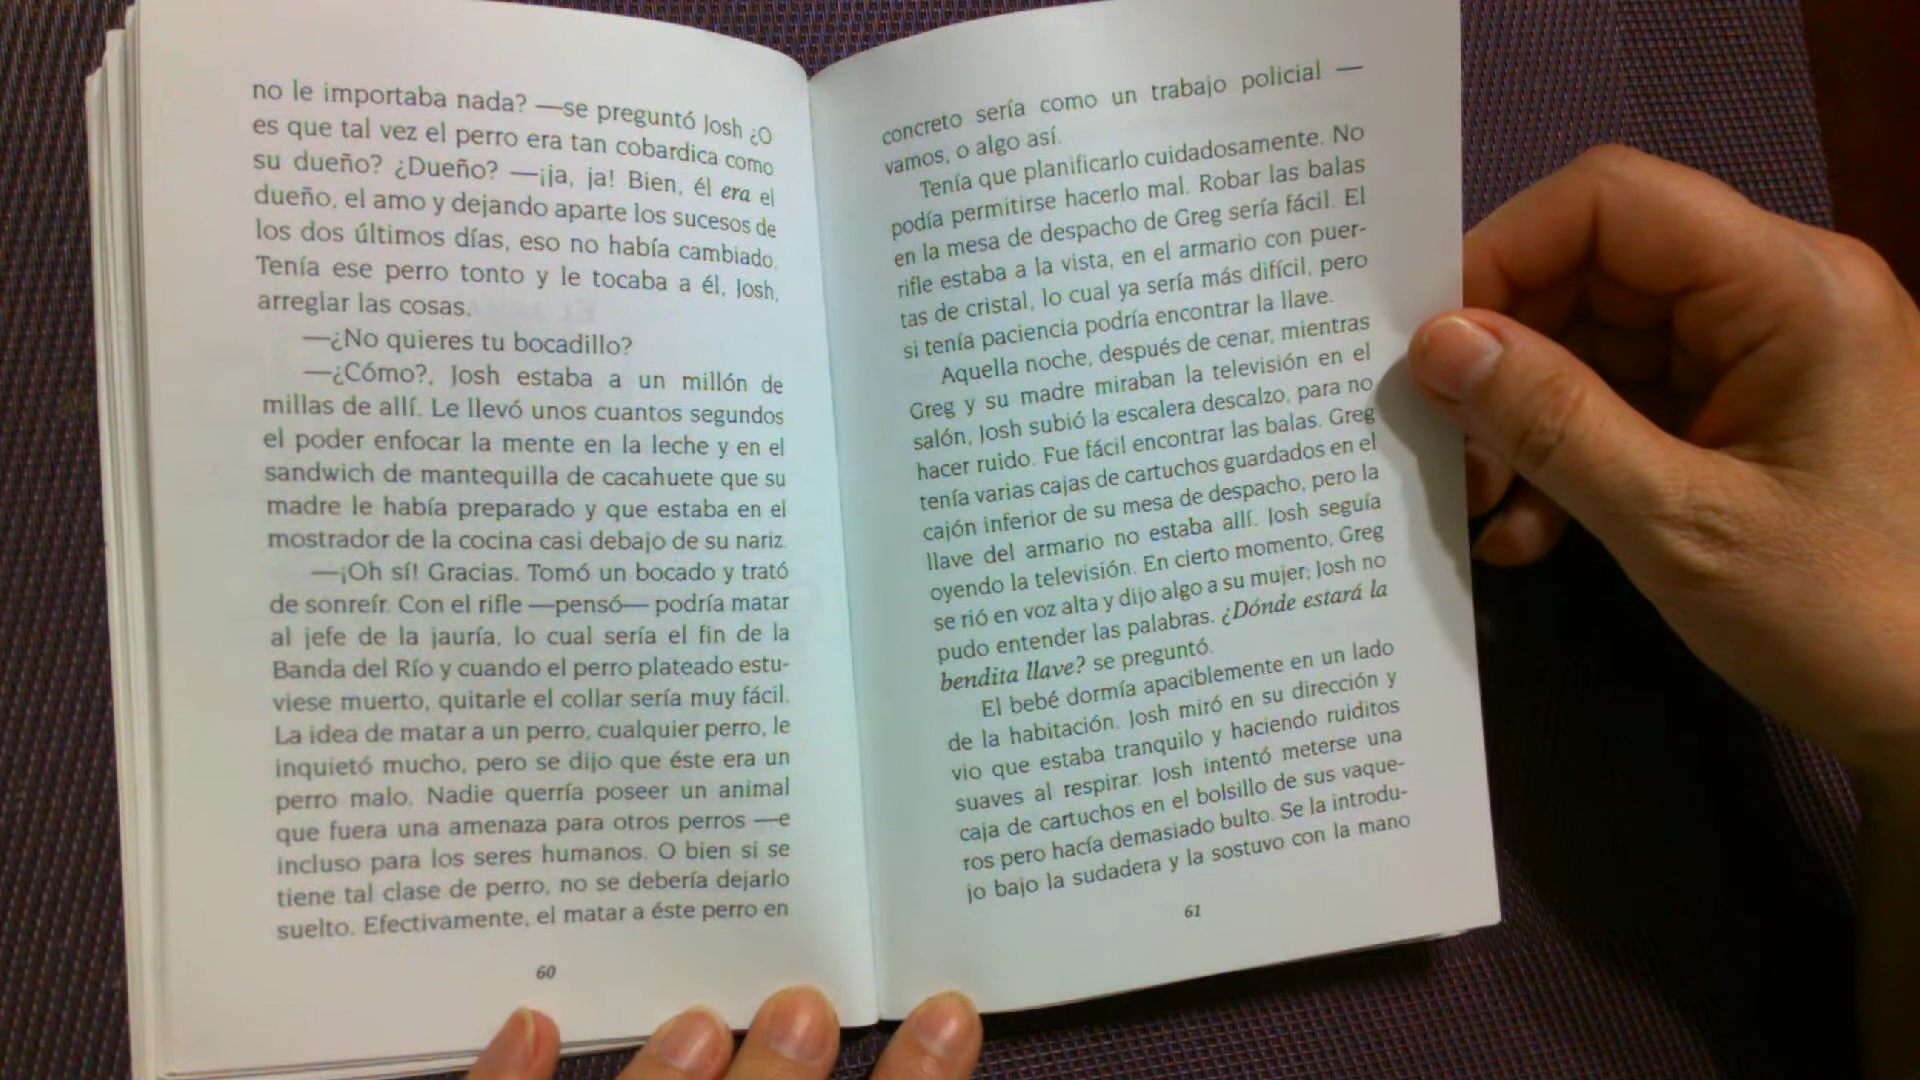 no le importaba nada? —se preguntó Josh ¿O
es que tal vez el perro era tan cobardica como
su dueño? ¿Dueño? —¡ja, ja! Bien, él era el
dueño, el amo y dejando aparte los sucesos de
los dos últimos días, eso no había cambiado.
Tenía ese perro tonto y le tocaba a él, Josh,
arreglar las cosas.
—¿No quieres tu bocadillo?
—¿Cómo?, Josh estaba a un millón de
millas de allí. Le llevó unos cuantos segundos
el poder enfocar la mente en la leche y en el
sandwich de mantequilla de cacahuete que su
madre le había preparado y que estaba en el
mostrador de la cocina casi debajo de su nariz.
—¡Oh sí! Gracias. Tomó un bocado y trató
de sonreír. Con el rifle —pensó— podría matar
al jefe de la jauría, lo cual sería el fin de la
Banda del Río y cuando el perro plateado estu-
viese muerto, quitarle el collar sería muy fácil.
La idea de matar a un perro, cualquier perro, le
inquietó mucho, pero se dijo que éste era un
perro malo. Nadie querría poseer un animal
que fuera una amenaza para otros perros —e
incluso para los seres humanos. O bien si se
tiene tal clase de perro, no se debería dejarlo
suelto. Efectivamente, el matar a éste perro en
60
concreto sería como un trabajo policial —
vamos, o algo así.
Tenía que planificarlo cuidadosamente. No
podía permitirse hacerlo mal. Robar las balas
en la mesa de despacho de Greg sería fácil. El
rifle estaba a la vista, en el armario con puer-
tas de cristal, lo cual ya sería más difícil, pero
si tenía paciencia podría encontrar la llave.
Aquella noche, después de cenar, mientras
Greg y su madre miraban la televisión en el
salón, Josh subió la escalera descalzo, para no
hacer ruido. Fue fácil encontrar las balas. Greg
tenía varias cajas de cartuchos guardados en el
cajón inferior de su mesa de despacho, pero la
llave del armario no estaba allí. Josh seguía
oyendo la televisión. En cierto momento, Greg
se rió en voz alta y dijo algo a su mujer; Josh no
pudo entender las palabras. ¿Dónde estará la
bendita llave? se preguntó.
El bebé dormía apaciblemente en un lado
de la habitación. Josh miró en su dirección y
vio que estaba tranquilo y haciendo ruiditos
suaves al respirar. Josh intentó meterse una
caja de cartuchos en el bolsillo de sus vaque-
ros pero hacía demasiado bulto. Se la introdu-
jo bajo la sudadera y la sostuvo con la mano
61